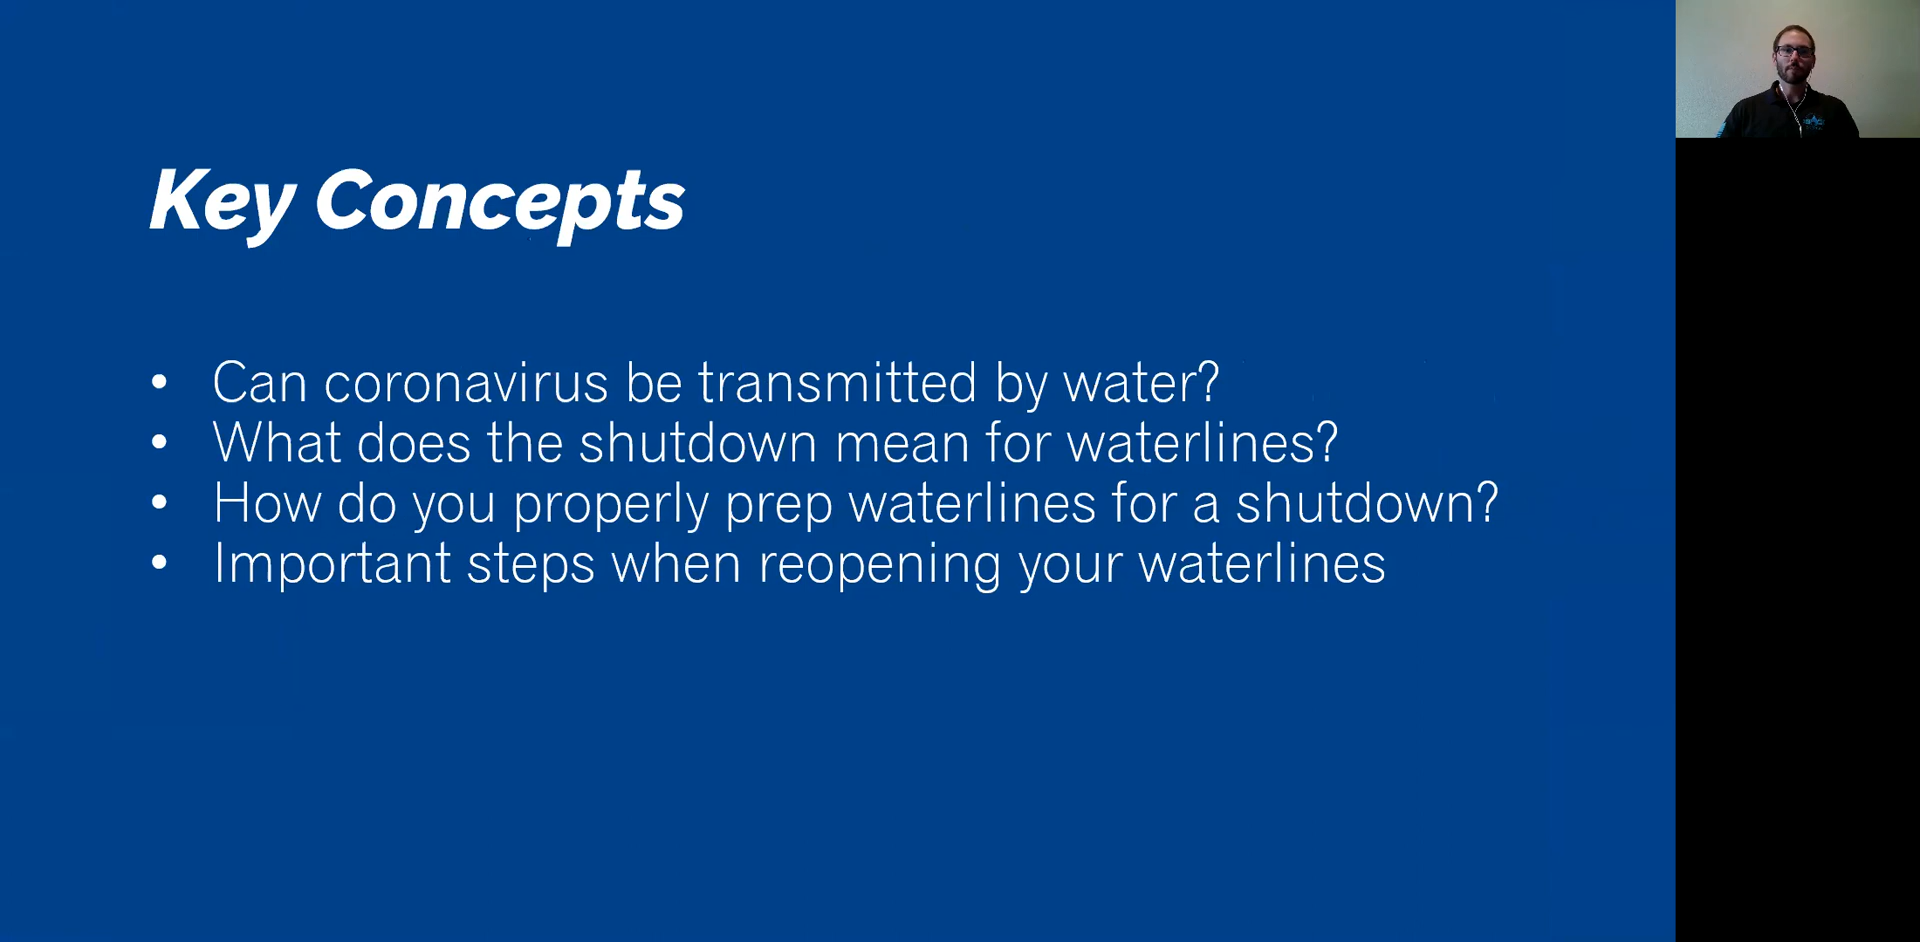 Key Concepts
• Can coronavirus be transmitted by water?
• What does the shutdown mean for waterlines?
• How do you properly prep waterlines for a shutdown?
• Important steps when reopening your waterlines